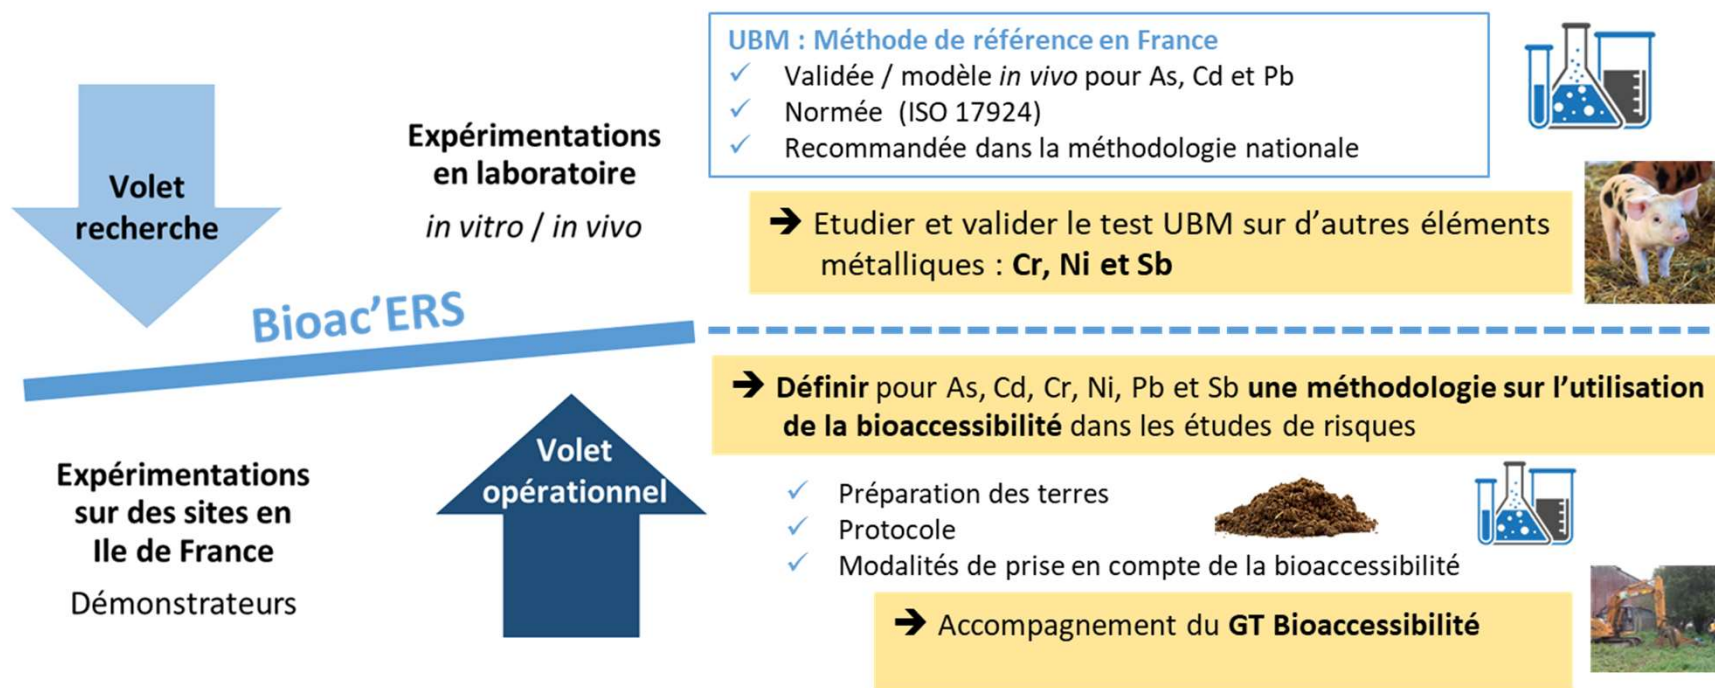 Volet
recherche
Expérimentations
en laboratoire
in vitro / in vivo
UBM : Méthode de référence en France
✓ Validée / modèle in vivo pour As, Cd et Pb
✓ Normée (ISO 17924)
✓ Recommandée dans la méthodologie nationale
➔ Etudier et valider le test UBM sur d'autres éléments
métalliques : Cr, Ni et Sb
Bioac'ERS
Expérimentations
sur des sites en
Ile de France
Démonstrateurs
Volet
opérationnel
➔ Définir pour As, Cd, Cr, Ni, Pb et Sb une méthodologie sur l'utilisation
de la bioaccessibilité dans les études de risques
✓ Préparation des terres
✓ Protocole
✓ Modalités de prise en compte de la bioaccessibilité
➔ Accompagnement du GT Bioaccessibilité